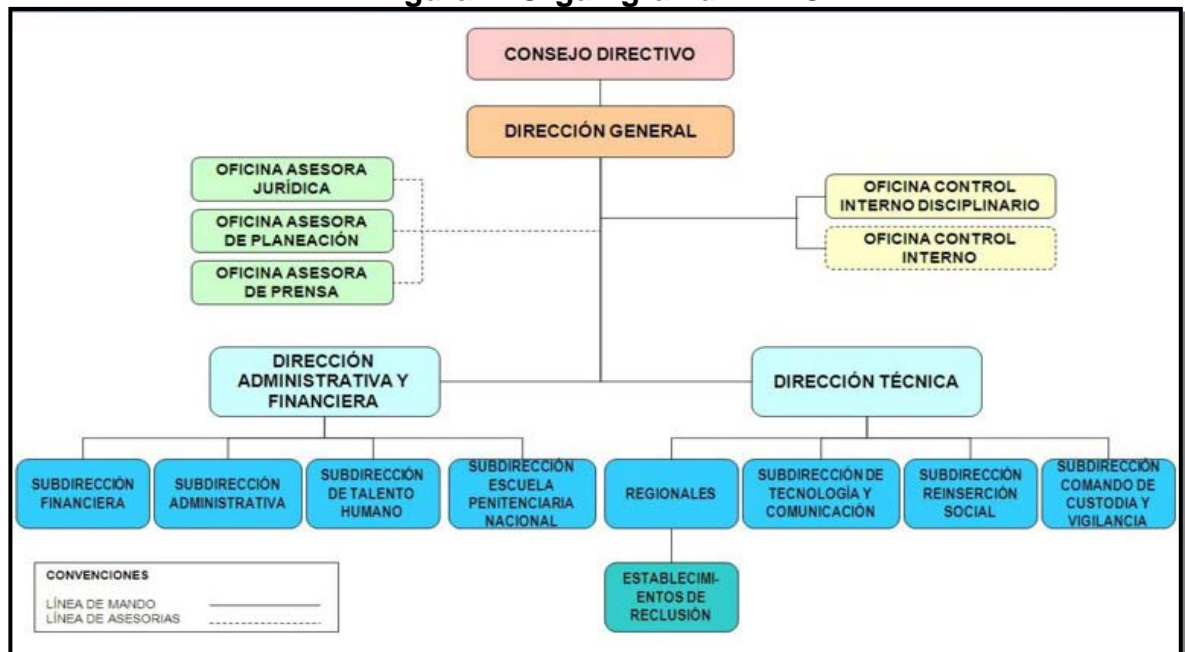 CONSEJO DIRECTIVO
DIRECCIÓN GENERAL
OFICINA ASESORA
JURÍDICA
OFICINA ASESORA
DE PLANEACIÓN
OFICINA ASESORA
DE PRENSA
OFICINA CONTROL
INTERNO DISCIPLINARIO
OFICINA CONTROL
INTERNO
DIRECCIÓN
ADMINISTRATIVA Y
FINANCIERA
DIRECCIÓN TÉCNICA
SUBDIRECCIÓN
FINANCIERA
SUBDIRECCIÓN
ADMINISTRATIVA
SUBDIRECCIÓN
DE TALENTO
HUMANO
SUBDIRECCIÓN
ESCUELA
PENITENCIARIA
NACIONAL
REGIONALES
SUBDIRECCIÓN DE
TECNOLOGÍA Y
COMUNICACIÓN
SUBDIRECCIÓN
REINSERCIÓN
SOCIAL
SUBDIRECCIÓN
COMANDO DE
CUSTODIA Y
VIGILANCIA
ESTABLECIMI-
ENTOS DE
RECLUSIÓN
CONVENCIONES
LÍNEA DE MANDO
LÍNEA DE ASESORIAS